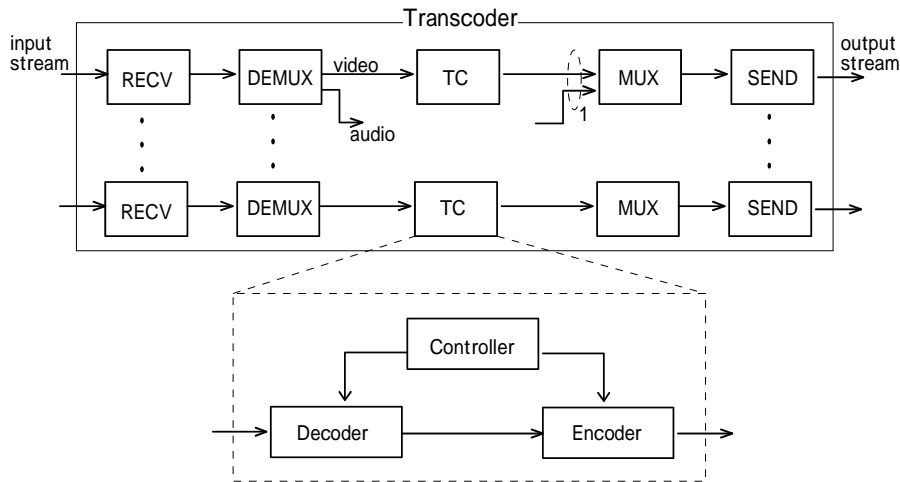 Transcoder
input
stream
output
stream
RECV
DEMUX
video
audio
TC
1
MUX
SEND
RECV
DEMUX
TC
MUX
SEND
Controller
Decoder
Encoder